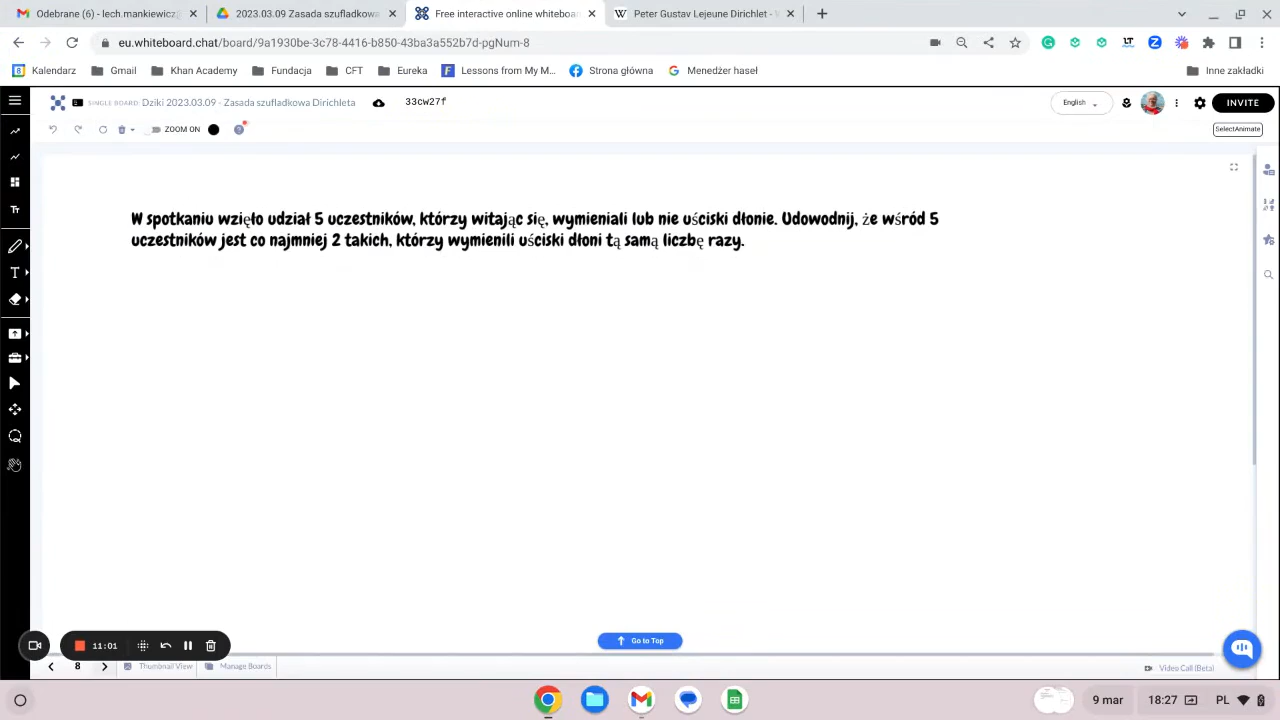 Odebrane (6) - lech.mankiewicz
2023.03.09 Zasada szufladkowa
Free interactive online whiteboa
Peter Gustav Lejeune Dirichlet -
eu.whiteboard.chat/board/9a1930be-3c78-4416-b850-43ba3a552b7d-pgNum-8
8 Kalendarz Gmail Khan Academy Fundacja CFT Eureka Lessons from My M... Strona główna Menedżer haseł Inne zakładki
SINGLE BOARD: Dziki 2023.03.09 - Zasada szufladkowa Dirichleta 33cw27f English INVITE
ZOOM ON ? SelectAnimate
W spotkaniu wzięło udział 5 uczestników, którzy witając się, wymieniali lub nie uściski dłonie. Udowodnij, że wśród 5
uczestników jest co najmniej 2 takich, którzy wymienili uściski dłoni tą samą liczbę razy.
Go to Top
11:01
8 Thumbnail View Manage Boards Video Call (Beta)
9 mar 18:27 PL